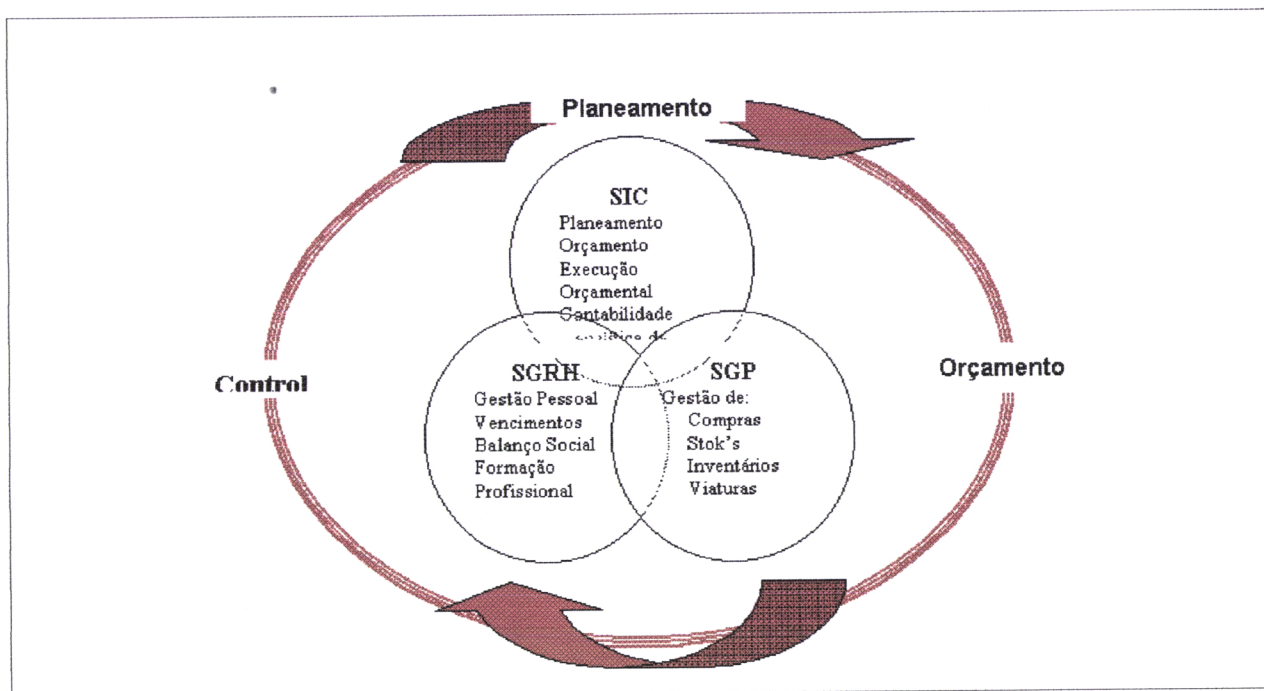 Planeamento
SIC
Planeamento
Orçamento
Execução
Orçamental
Contabilidade
de
Control
Orçamento
SGRH
Gestão Pessoal
Vencimentos
Balanço Social
Formação
Profissional
SGP
Gestão de:
Compras
Stok's
Inventários
Viaturas